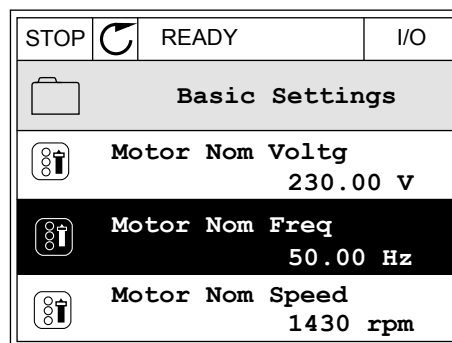 STOP READY I/O
Basic Settings
Motor Nom Voltg
230.00 V
Motor Nom Freq
50.00 Hz
Motor Nom Speed
1430 rpm